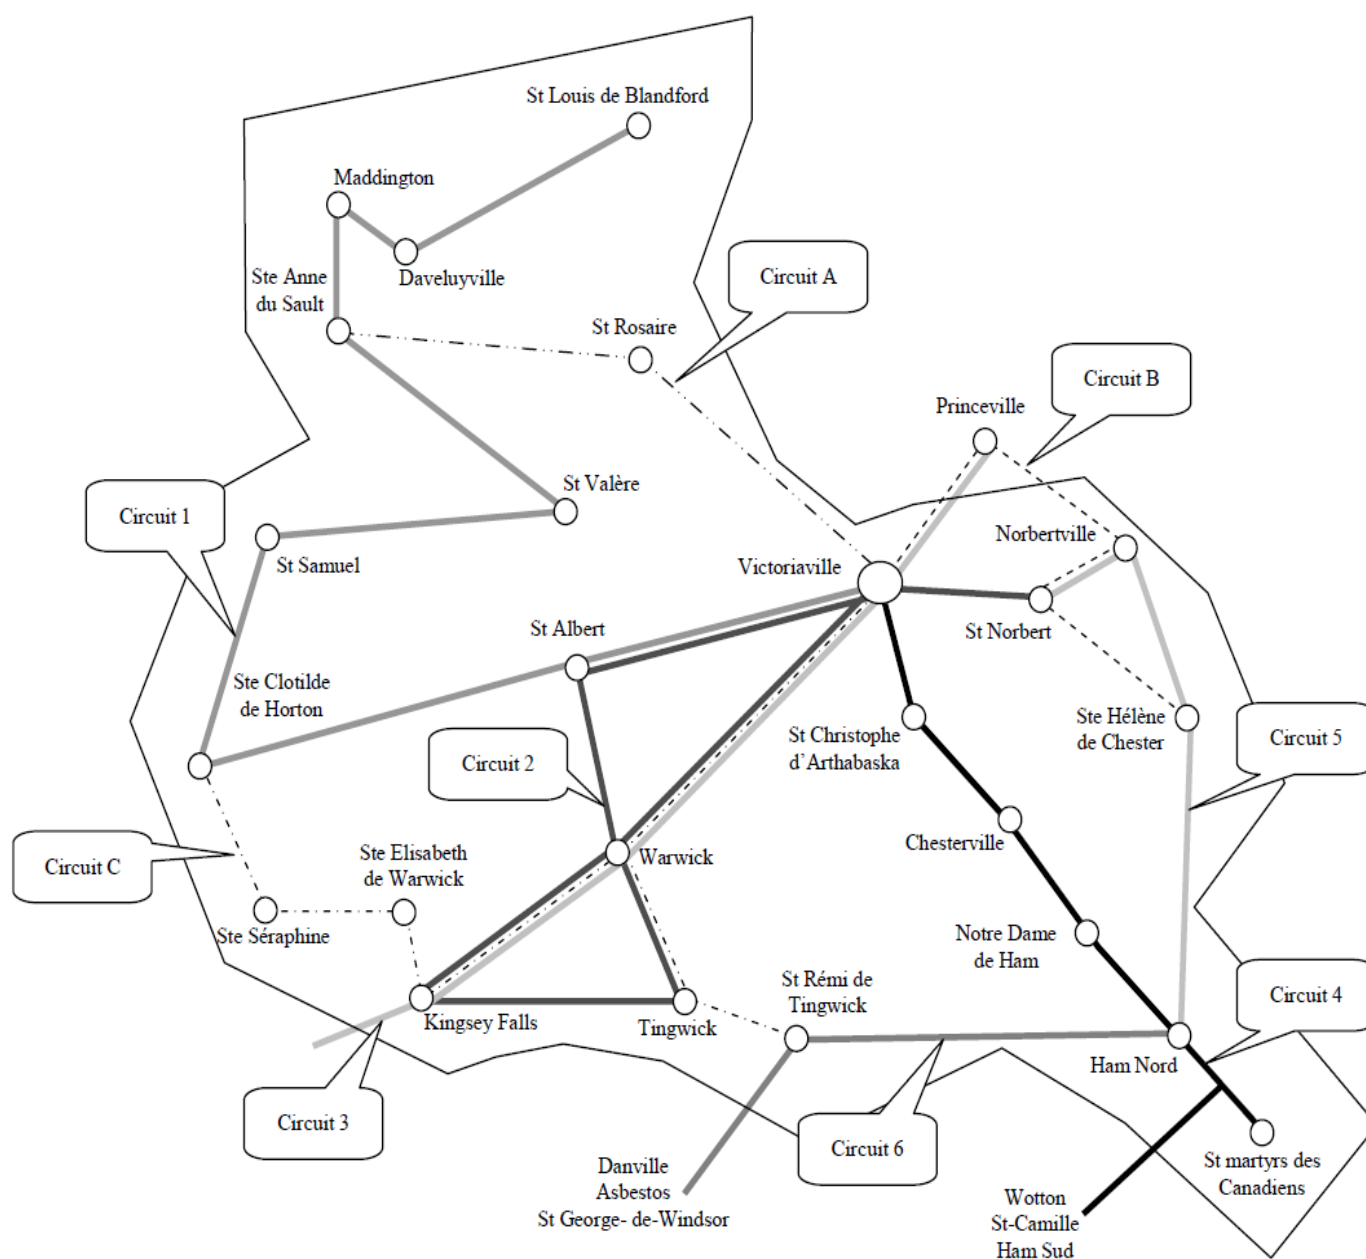 St Louis de Blandford
Maddington
Daveluyville
Ste Anne
du Sault
Circuit A
St Rosaire
Circuit B
Princeville
St Valère
Circuit 1
St Samuel
Norbertville
Victoriaville
St Norbert
St Albert
Ste Clotilde
de Horton
Ste Hélène
de Chester
Circuit 5
St Christophe
d’Arthabaska
Circuit 2
Chesterville
Circuit C
Ste Elisabeth
de Warwick
Warwick
Ste Séraphine
Notre Dame
de Ham
St Rémi de
Tingwick
Circuit 4
Kingsey Falls
Tingwick
Ham Nord
Circuit 3
Circuit 6
Danville
Asbestos
St George- de-Windsor
St martyrs des
Canadiens
Wotton
St-Camille
Ham Sud